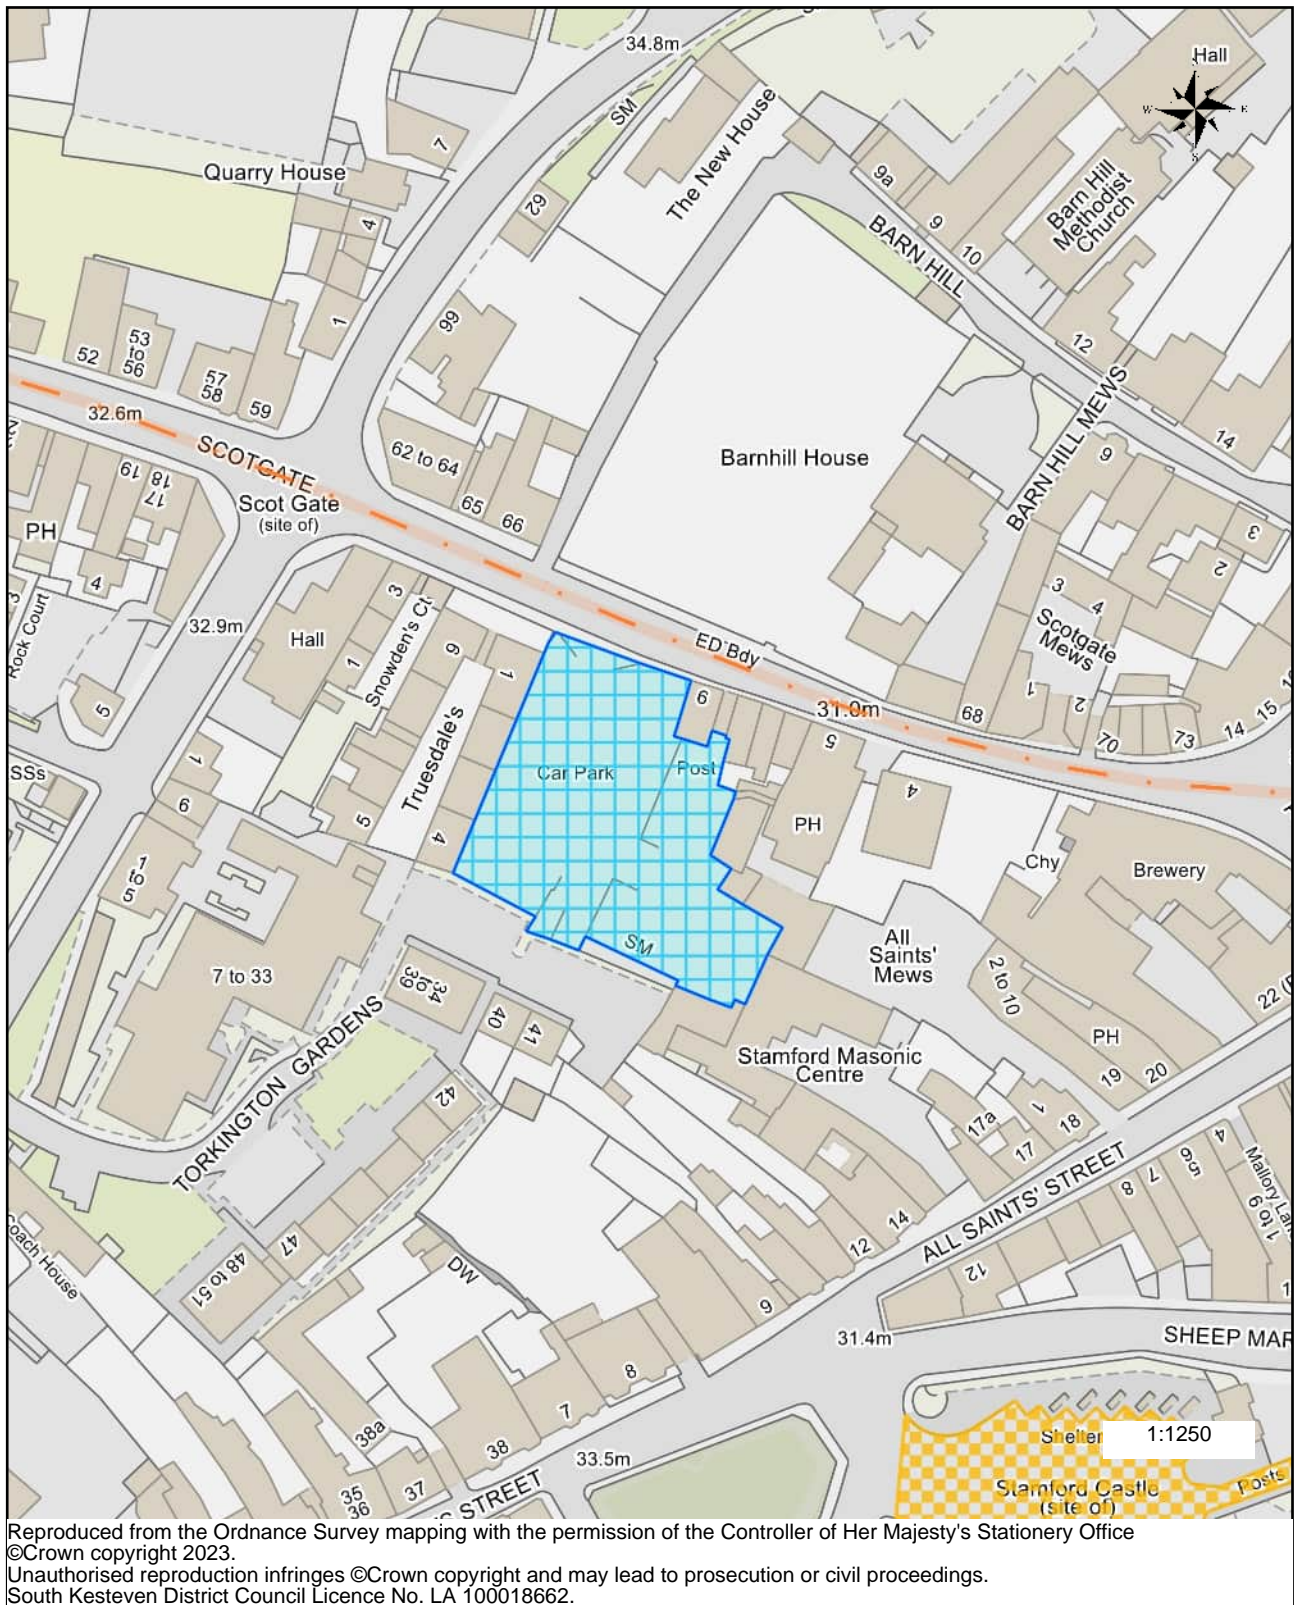 34.8m
Hall
N
W
E
S
SM
The New House
7
Quarry House
62
9a
Barn Hill
Methodist
Church
4
9
BARN HILL
10
1
66
12
53
to
56
52
57
58
59
32.6m
BARN HILL MEWS
SCOTGATE
62 to 64
Barnhill House
14
9
19
18
17
Scot Gate
(site of)
65
66
PH
3
2
4
3
3
4
Rock Court
32.9m
Hall
1
Snowden's Ct
9
1
ED Bdy
Scotgate
Mews
1
2
5
6
31.0m
69
70
73
14
15
SSs
1
Truesdale's
Car Park
Post
5
4
6
5
4
PH
Chy
Brewery
1
to
5
SM
All
Saints'
Mews
7 to 33
34
to
39
2 to 10
40
41
PH
TORKINGTON GARDENS
Stamford Masonic
Centre
19
20
42
17a
1
18
17
4
56
7
8
Mallory La
1 to 9
ALL SAINTS' STREET
14
12
12
47
48 to 51
DW
Coach House
9
31.4m
SHEEP MAR
8
7
38a
38
33.5m
37
35
36
STREET
Shelter
1:1250
Stamford Castle
(site of)
Posts
Reproduced from the Ordnance Survey mapping with the permission of the Controller of Her Majesty's Stationery Office
©Crown copyright 2023.
Unauthorised reproduction infringes ©Crown copyright and may lead to prosecution or civil proceedings.
South Kesteven District Council Licence No. LA 100018662.